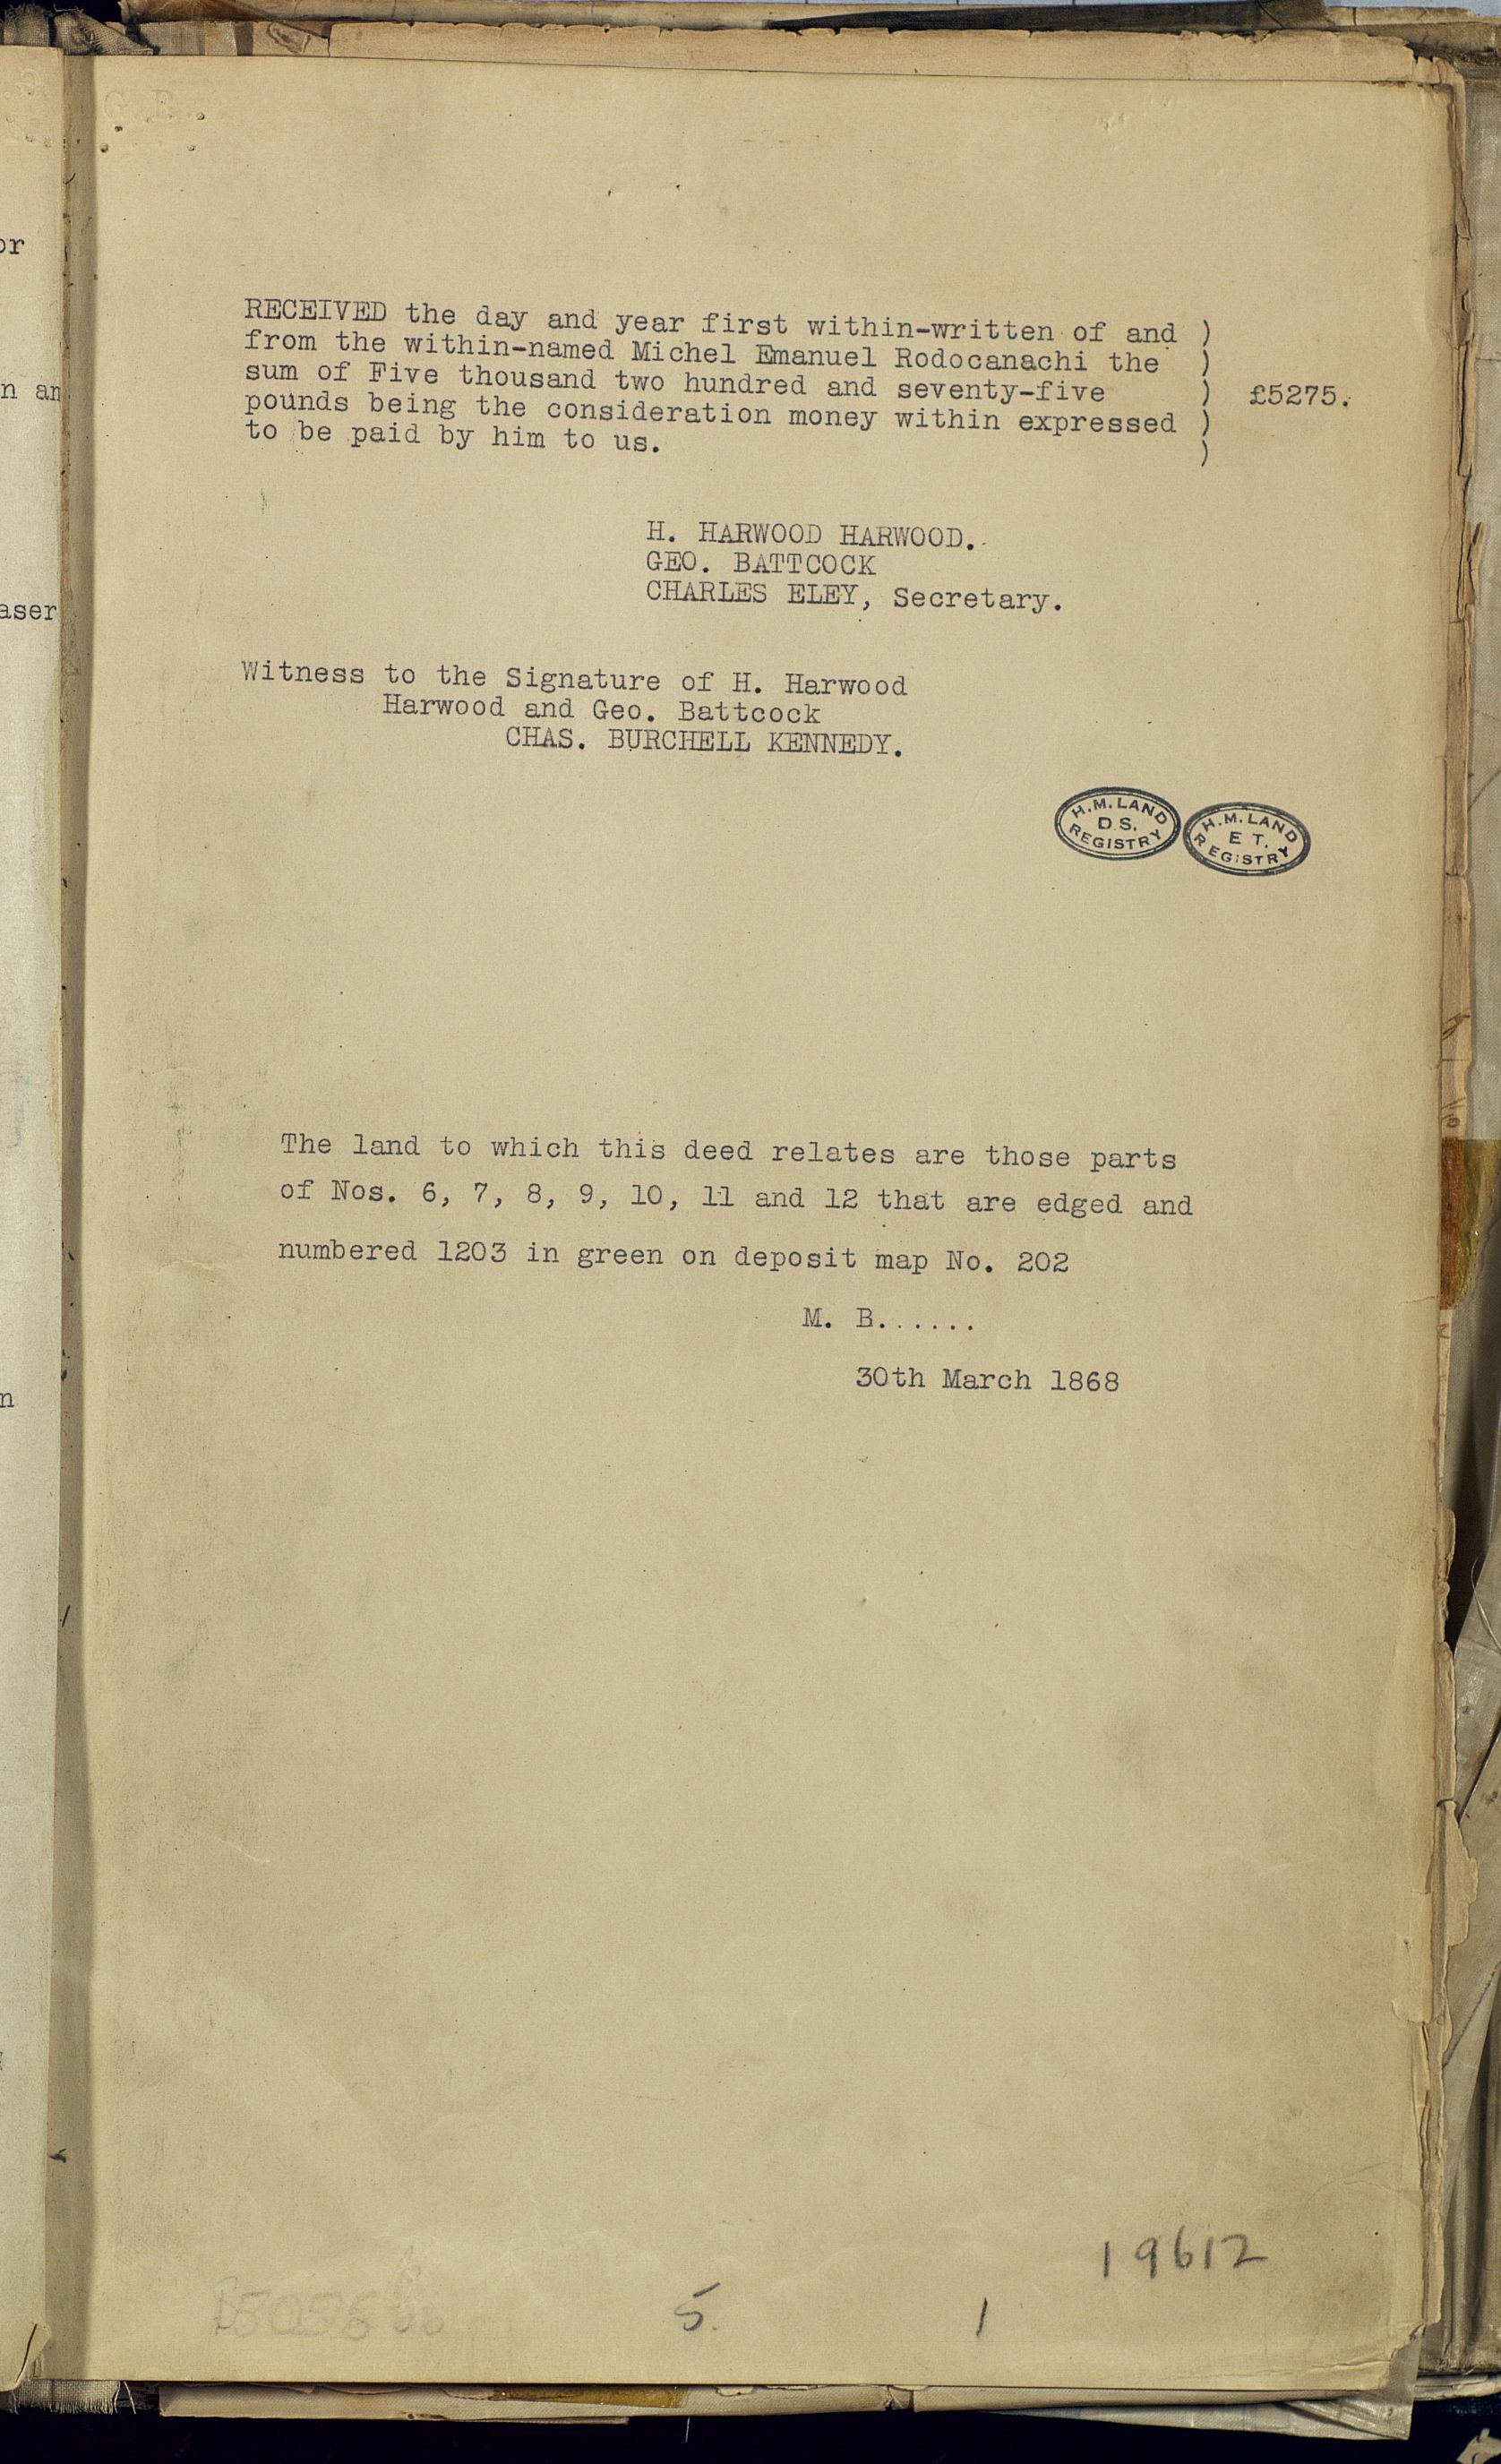 RECEIVED the day and year first within-written of and )
from the within-named Michel Emanuel Rodocanachi the )
sum of Five thousand two hundred and seventy-five ) £5275.
pounds being the consideration money within expressed )
to be paid by him to us. )
H. HARWOOD HARWOOD.
GEO. BATTCOCK
CHARLES ELEY, Secretary.
Witness to the Signature of H. Harwood
Harwood and Geo. Battcock
CHAS. BURCHELL KENNEDY.
H.M. LAND
D.S.
REGISTRY
H.M. LAND
E T.
REGISTRY
The land to which this deed relates are those parts
of Nos. 6, 7, 8, 9, 10, 11 and 12 that are edged and
numbered 1203 in green on deposit map No. 202
M. B......
30th March 1868
19612
5. 1
or
n an
aser
n